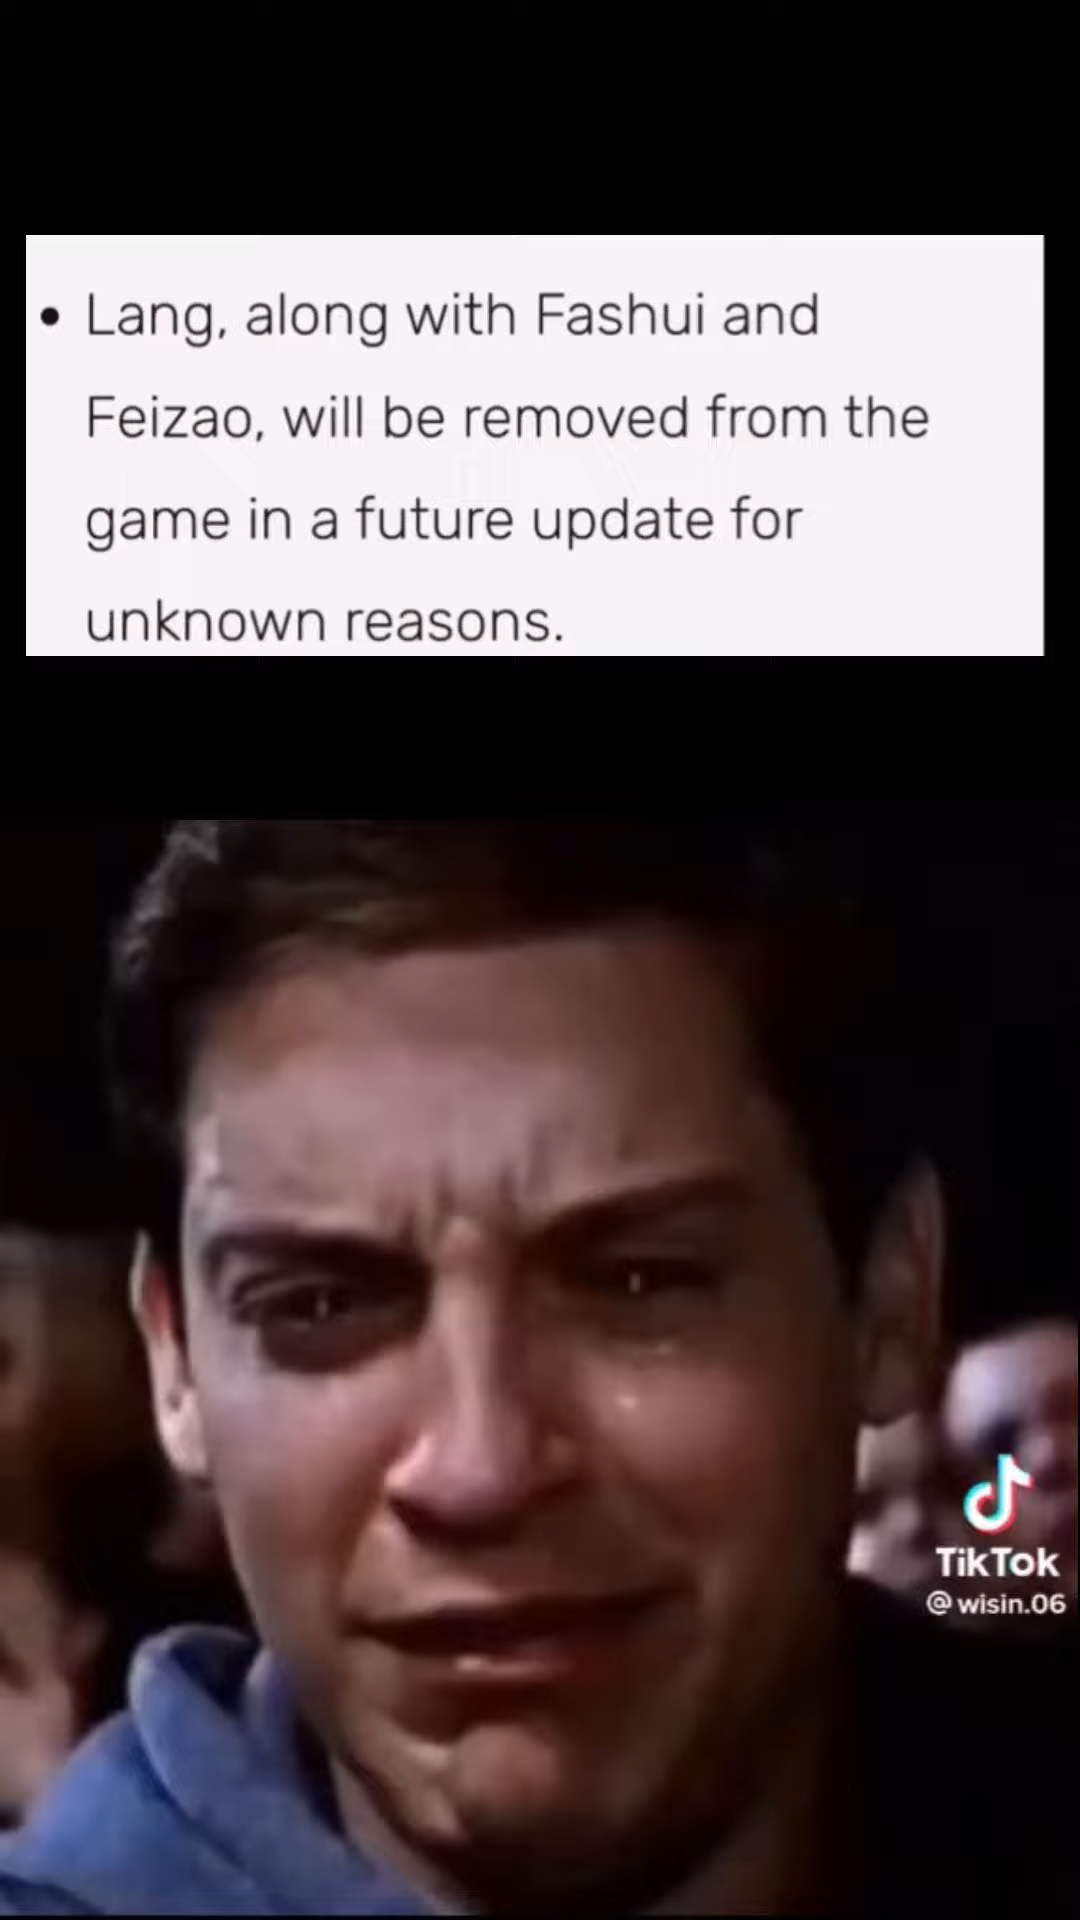 • Lang, along with Fashui and
Feizao, will be removed from the
game in a future update for
unknown reasons.
TikTok
@wisin.06